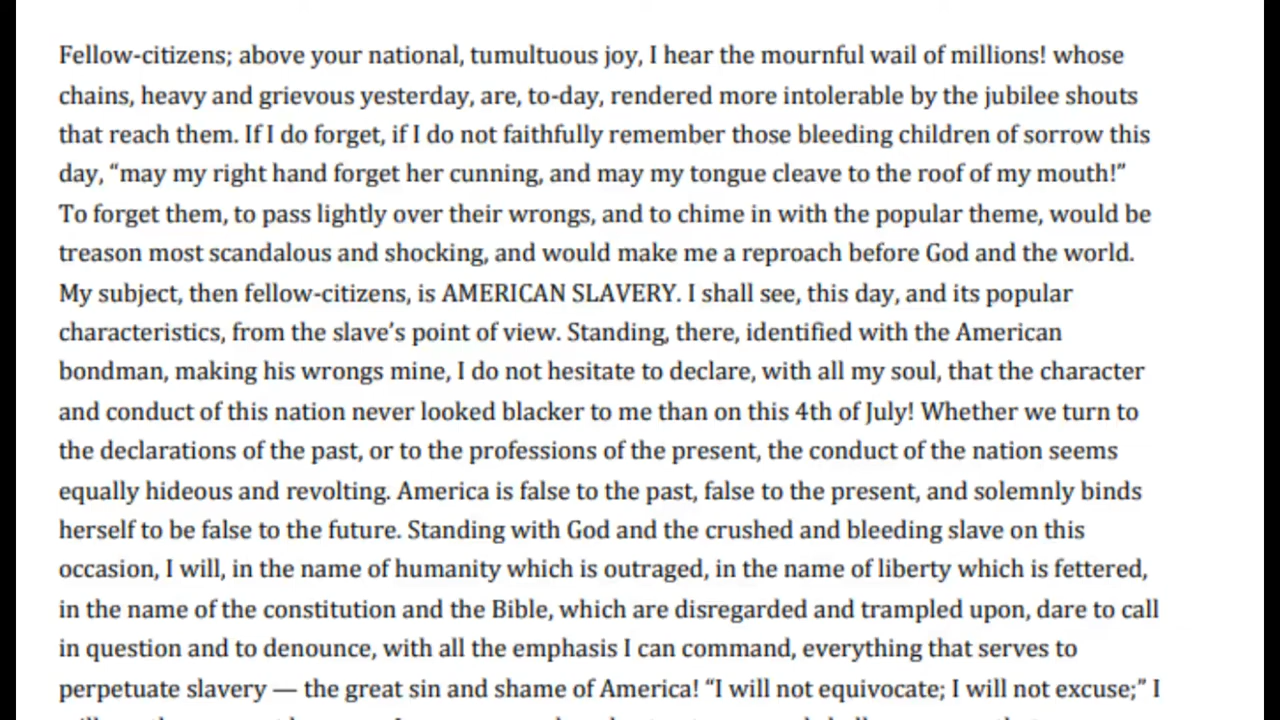 Fellow-citizens; above your national, tumultuous joy, I hear the mournful wail of millions! whose
chains, heavy and grievous yesterday, are, to-day, rendered more intolerable by the jubilee shouts
that reach them. If I do forget, if I do not faithfully remember those bleeding children of sorrow this
day, “may my right hand forget her cunning, and may my tongue cleave to the roof of my mouth!”
To forget them, to pass lightly over their wrongs, and to chime in with the popular theme, would be
treason most scandalous and shocking, and would make me a reproach before God and the world.
My subject, then fellow-citizens, is AMERICAN SLAVERY. I shall see, this day, and its popular
characteristics, from the slave’s point of view. Standing, there, identified with the American
bondman, making his wrongs mine, I do not hesitate to declare, with all my soul, that the character
and conduct of this nation never looked blacker to me than on this 4th of July! Whether we turn to
the declarations of the past, or to the professions of the present, the conduct of the nation seems
equally hideous and revolting. America is false to the past, false to the present, and solemnly binds
herself to be false to the future. Standing with God and the crushed and bleeding slave on this
occasion, I will, in the name of humanity which is outraged, in the name of liberty which is fettered,
in the name of the constitution and the Bible, which are disregarded and trampled upon, dare to call
in question and to denounce, with all the emphasis I can command, everything that serves to
perpetuate slavery — the great sin and shame of America! “I will not equivocate; I will not excuse;” I